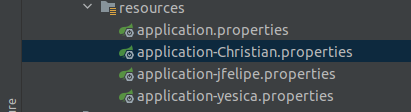 resources
application.properties
application-Christian.properties
application-jfelipe.properties
application-yesica.properties